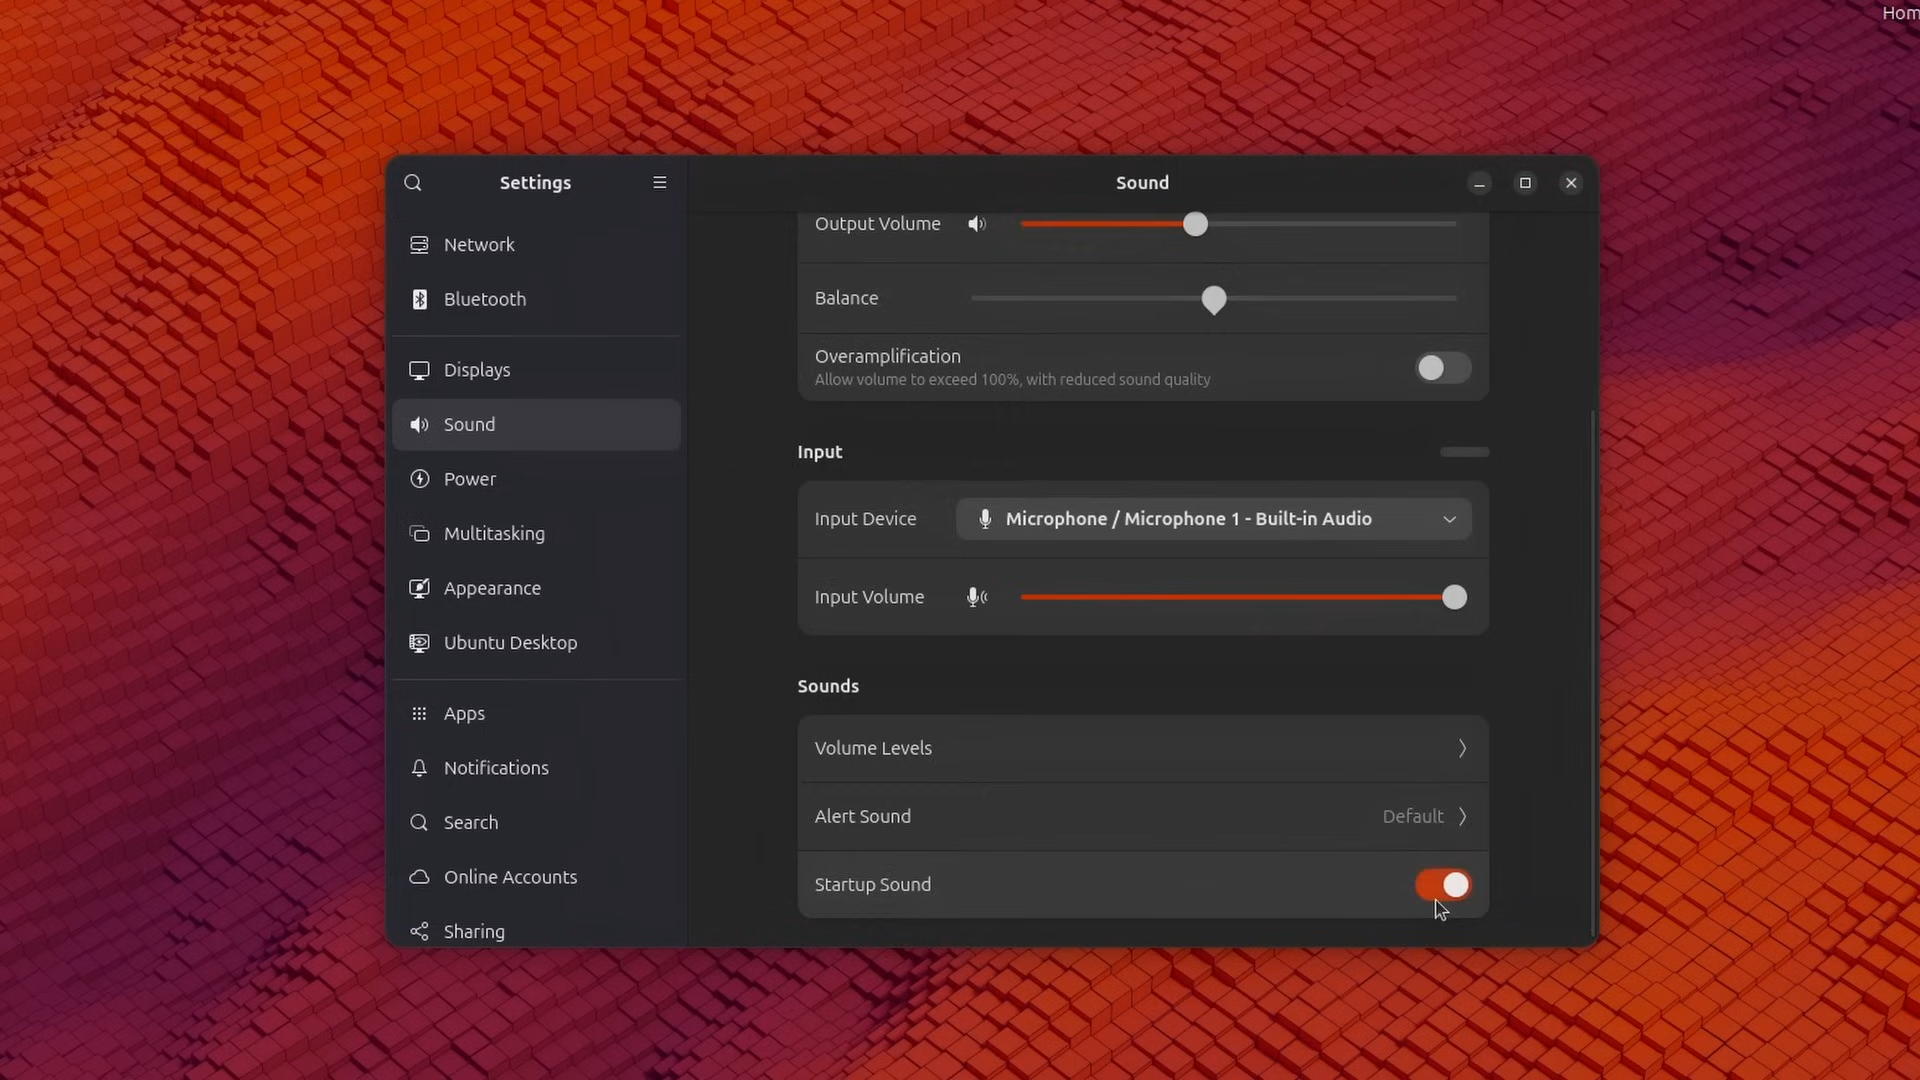 Hom
Settings
Sound
Network
Bluetooth
Displays
Sound
Power
Multitasking
Appearance
Ubuntu Desktop
Apps
Notifications
Search
Online Accounts
Sharing
Output Volume
Balance
Overamplification
Allow volume to exceed 100%, with reduced sound quality
Input
Input Device Microphone / Microphone 1 - Built-in Audio
Input Volume
Sounds
Volume Levels
Alert Sound Default
Startup Sound